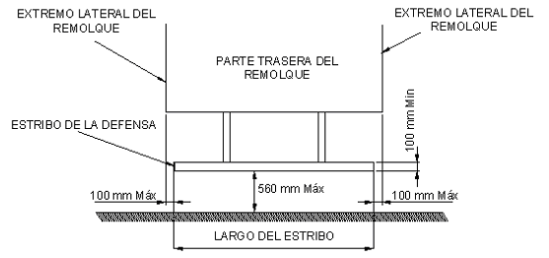 EXTREMO LATERAL DEL
REMOLQUE
EXTREMO LATERAL DEL
REMOLQUE
PARTE TRASERA DEL
REMOLQUE
ESTRIBO DE LA DEFENSA
100 mm Min
100 mm Máx
560 mm Máx
100 mm Máx
LARGO DEL ESTRIBO